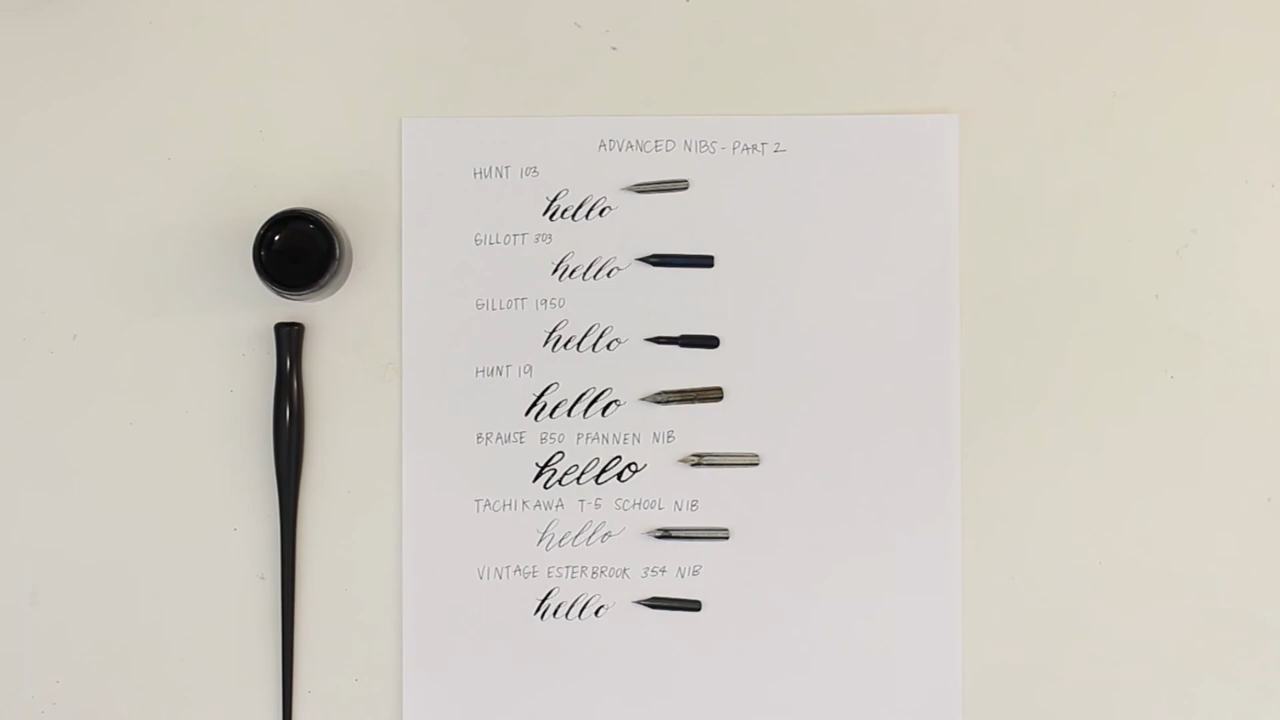 ADVANCED NIBS - PART 2
HUNT 103
hello
GILLOTT 303
hello
GILLOTT 1950
hello
HUNT 19
hello
BRAUSE B50 PFANNEN NIB
hello
TACHIKAWA T-5 SCHOOL NIB
hello
VINTAGE ESTERBROOK 354 NIB
hello